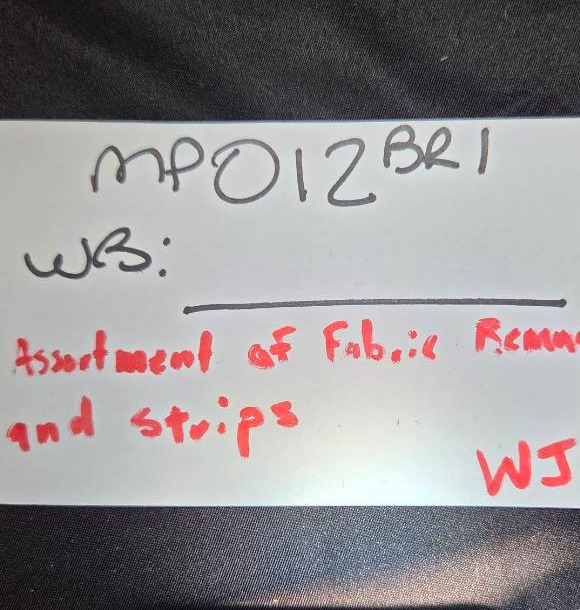 MP012BR1
WB:
Assortment of Fabric
and strips
WJ